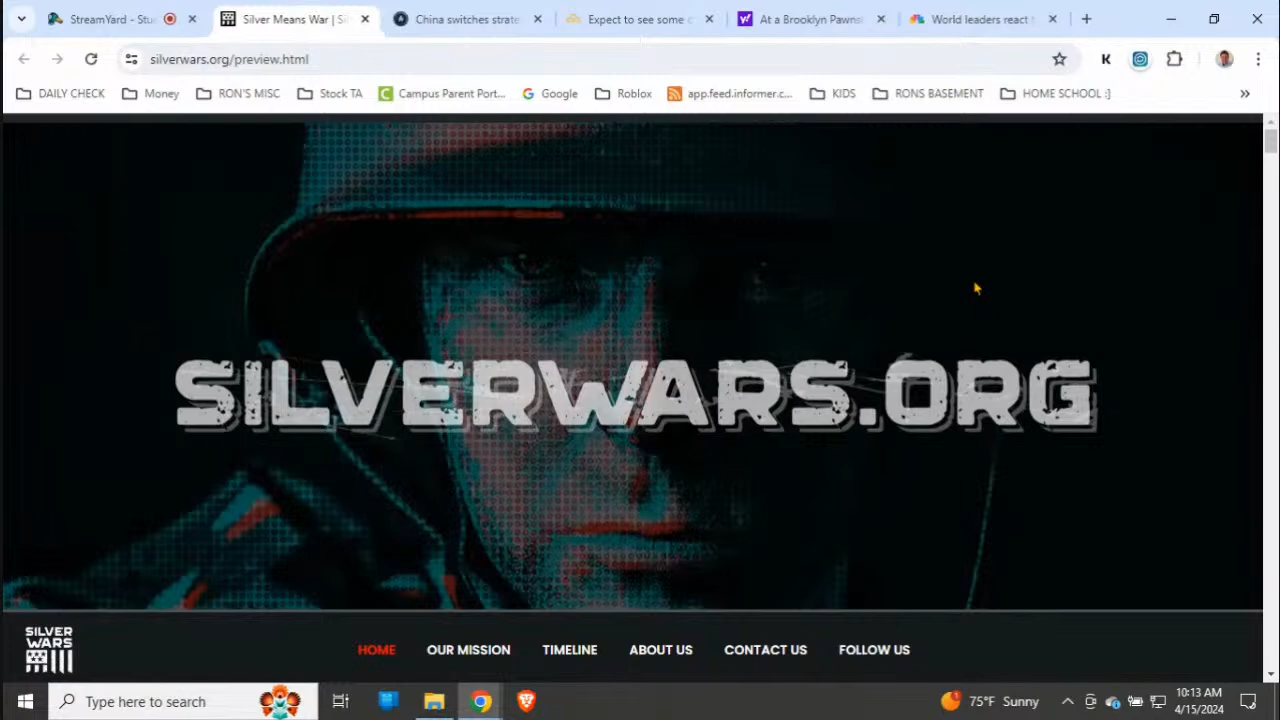 StreamYard - Stu
Silver Means War | Si
China switches strate
Expect to see some c
At a Brooklyn Pawns
World leaders react t
silverwars.org/preview.html
K
DAILY CHECK
Money
RON'S MISC
Stock TA
Campus Parent Port...
Google
Roblox
app.feed.informer.c...
KIDS
RONS BASEMENT
HOME SCHOOL :]
SILVERWARS.ORG
SILVER
WARS
HOME
OUR MISSION
TIMELINE
ABOUT US
CONTACT US
FOLLOW US
Type here to search
75°F Sunny
10:13 AM
4/15/2024